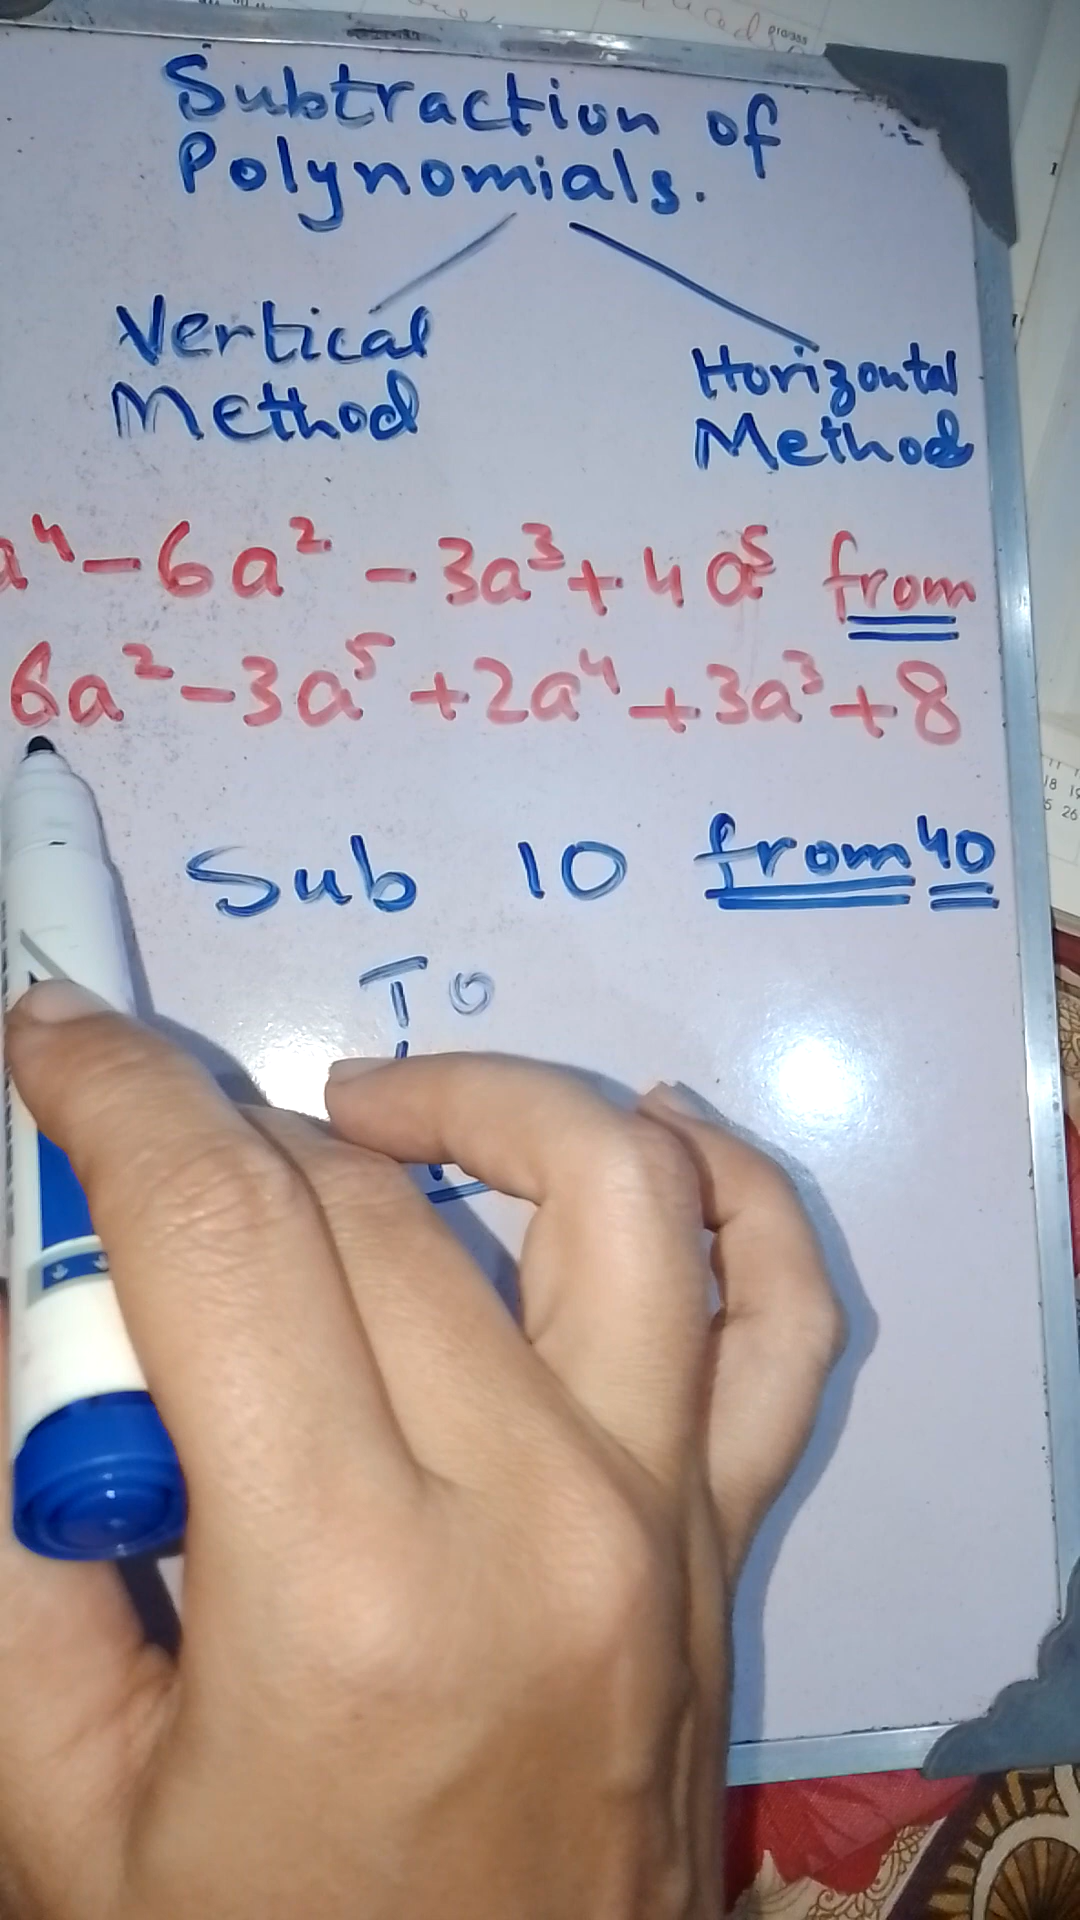 Subtraction of
Polynomials.
Vertical
Method
Horizontal
Method
a⁴ - 6a² - 3a³ + 4a⁵ from
6a² - 3a⁵ + 2a⁴ + 3a³ + 8
Sub 10 from 40
T O